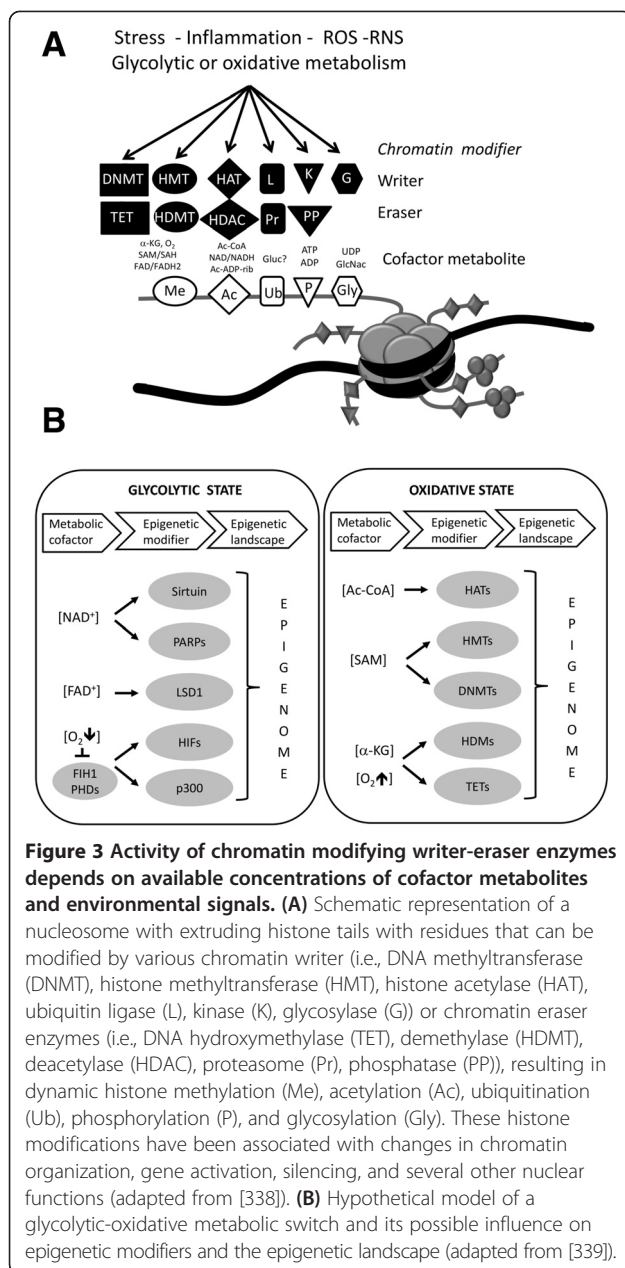 A
Stress - Inflammation - ROS -RNS
Glycolytic or oxidative metabolism
Chromatin modifier
DNMT HMT HAT L K G Writer
TET HDMT HDAC Pr PP Eraser
α-KG, O2
SAM/SAH
FAD/FADH2
Ac-CoA
NAD/NADH
Ac-ADP-rib
Gluc?
ATP
ADP
UDP
GlcNac
Cofactor metabolite
Me Ac Ub P Gly
B
GLYCOLYTIC STATE
Metabolic
cofactor
Epigenetic
modifier
Epigenetic
landscape
[NAD+]
Sirtuin
PARPs
[FAD+]
LSD1
[O2↓]
FIH1
PHDs
HIFs
p300
EPIGENOME
OXIDATIVE STATE
Metabolic
cofactor
Epigenetic
modifier
Epigenetic
landscape
[Ac-CoA]
HATs
[SAM]
HMTs
DNMTs
[α-KG]
[O2↑]
HDMs
TETs
EPIGENOME
Figure 3 Activity of chromatin modifying writer-eraser enzymes
depends on available concentrations of cofactor metabolites
and environmental signals. (A) Schematic representation of a
nucleosome with extruding histone tails with residues that can be
modified by various chromatin writer (i.e., DNA methyltransferase
(DNMT), histone methyltransferase (HMT), histone acetylase (HAT),
ubiquitin ligase (L), kinase (K), glycosylase (G)) or chromatin eraser
enzymes (i.e., DNA hydroxymethylase (TET), demethylase (HDMT),
deacetylase (HDAC), proteasome (Pr), phosphatase (PP)), resulting in
dynamic histone methylation (Me), acetylation (Ac), ubiquitination
(Ub), phosphorylation (P), and glycosylation (Gly). These histone
modifications have been associated with changes in chromatin
organization, gene activation, silencing, and several other nuclear
functions (adapted from [338]). (B) Hypothetical model of a
glycolytic-oxidative metabolic switch and its possible influence on
epigenetic modifiers and the epigenetic landscape (adapted from [339]).